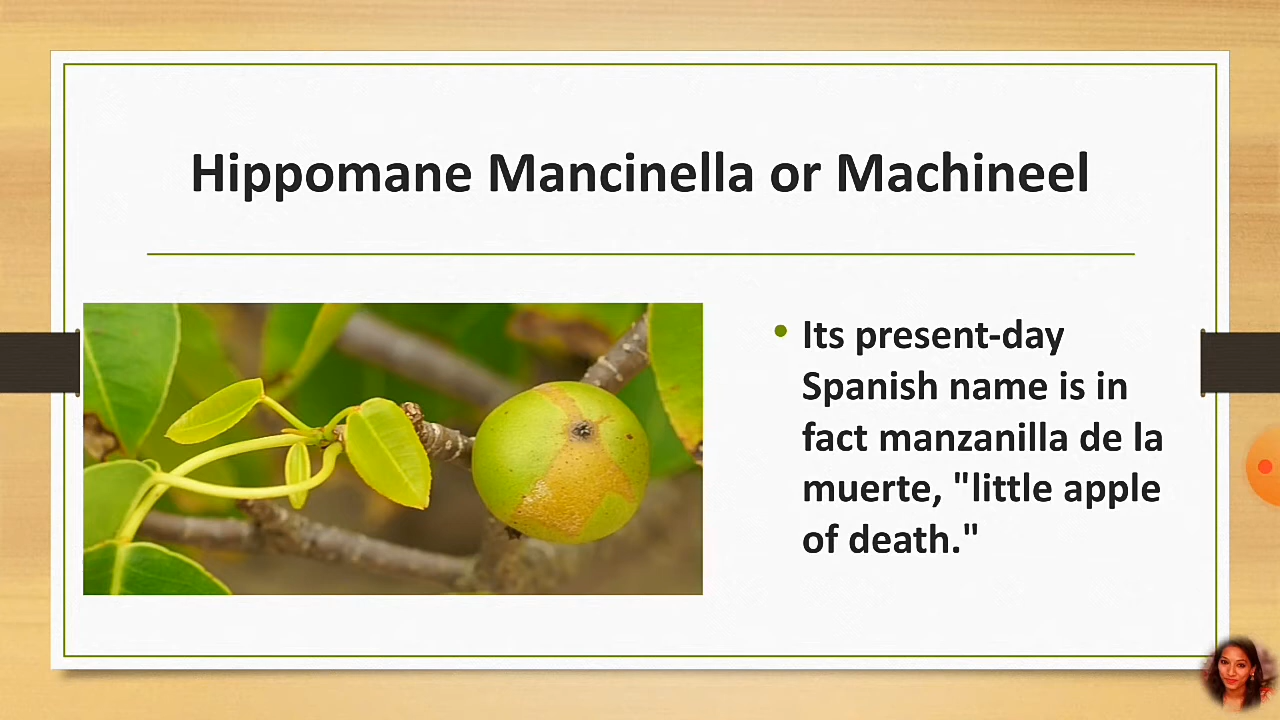 Hippomane Mancinella or Machineel
• Its present-day
Spanish name is in
fact manzanilla de la
muerte, "little apple
of death."